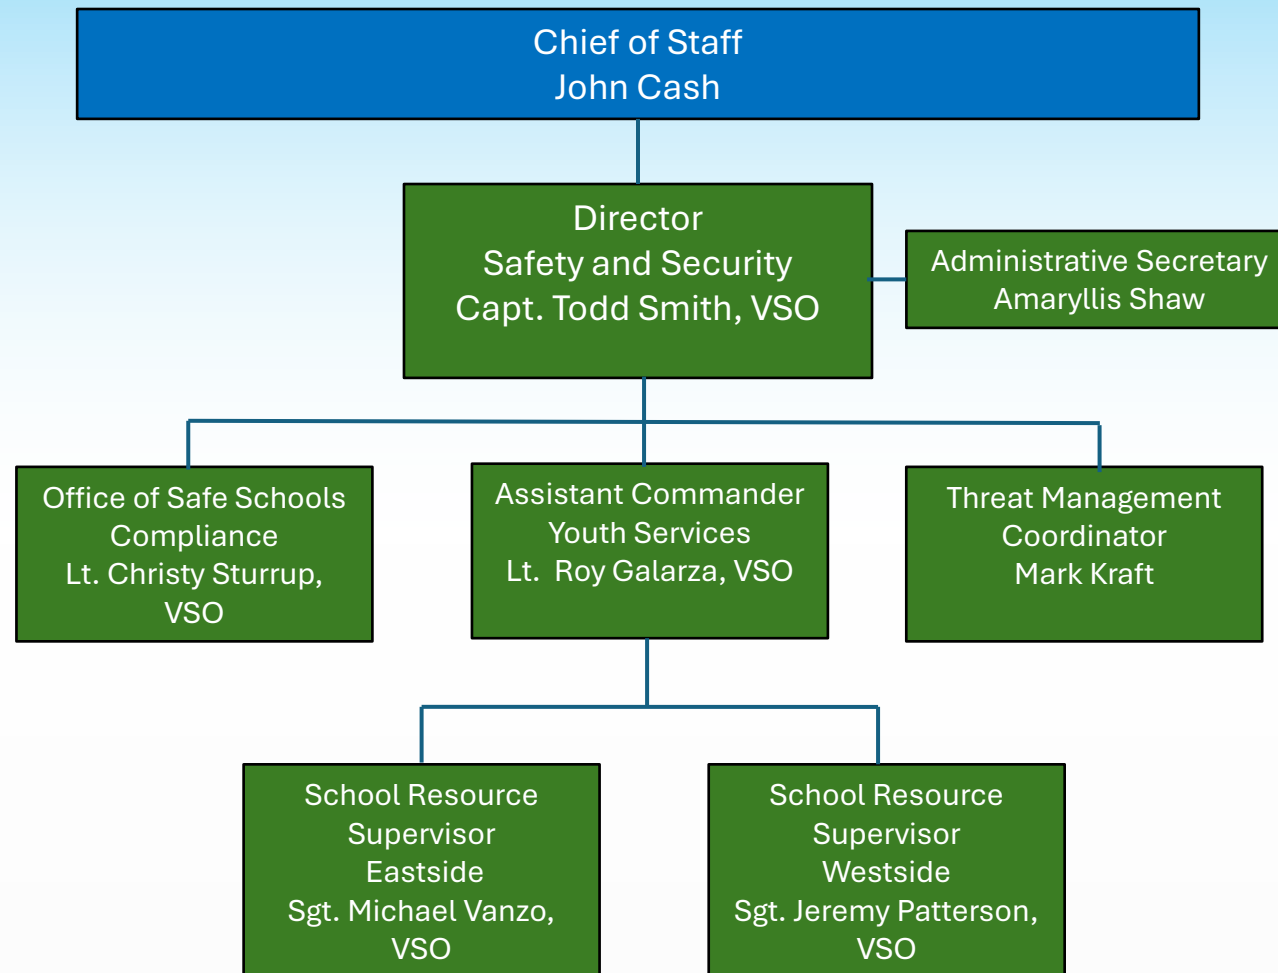 Chief of Staff
John Cash
Director
Safety and Security
Capt. Todd Smith, VSO
Administrative Secretary
Amaryllis Shaw
Office of Safe Schools
Compliance
Lt. Christy Sturrup,
VSO
Assistant Commander
Youth Services
Lt.  Roy Galarza, VSO
Threat Management
Coordinator
Mark Kraft
School Resource
Supervisor
Eastside
Sgt. Michael Vanzo,
VSO
School Resource
Supervisor
Westside
Sgt. Jeremy Patterson,
VSO